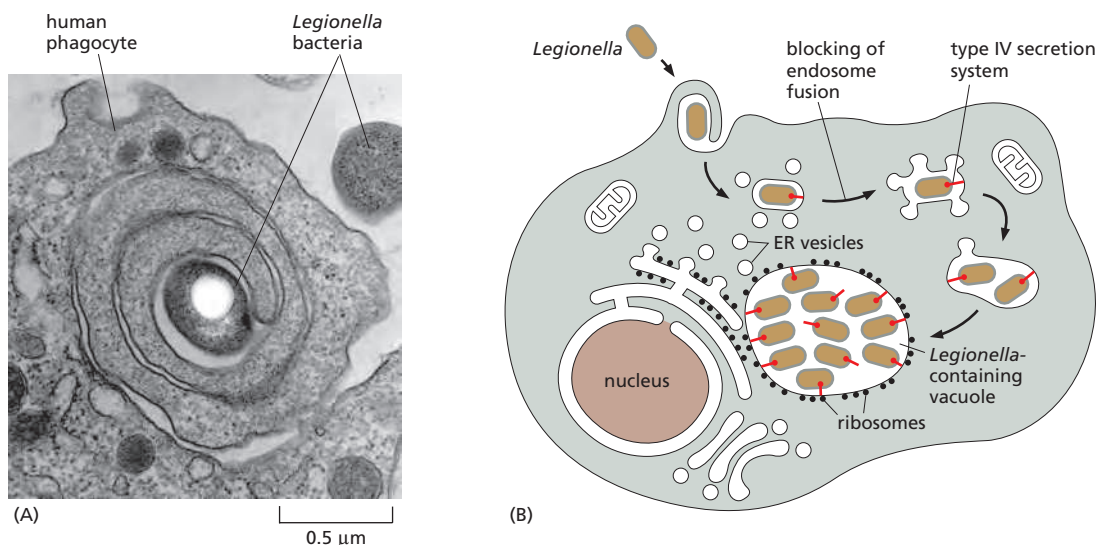 human
phagocyte
Legionella
bacteria
(A)
0.5 μm
Legionella
blocking of
endosome
fusion
type IV secretion
system
ER vesicles
nucleus
Legionella-
containing
vacuole
ribosomes
(B)